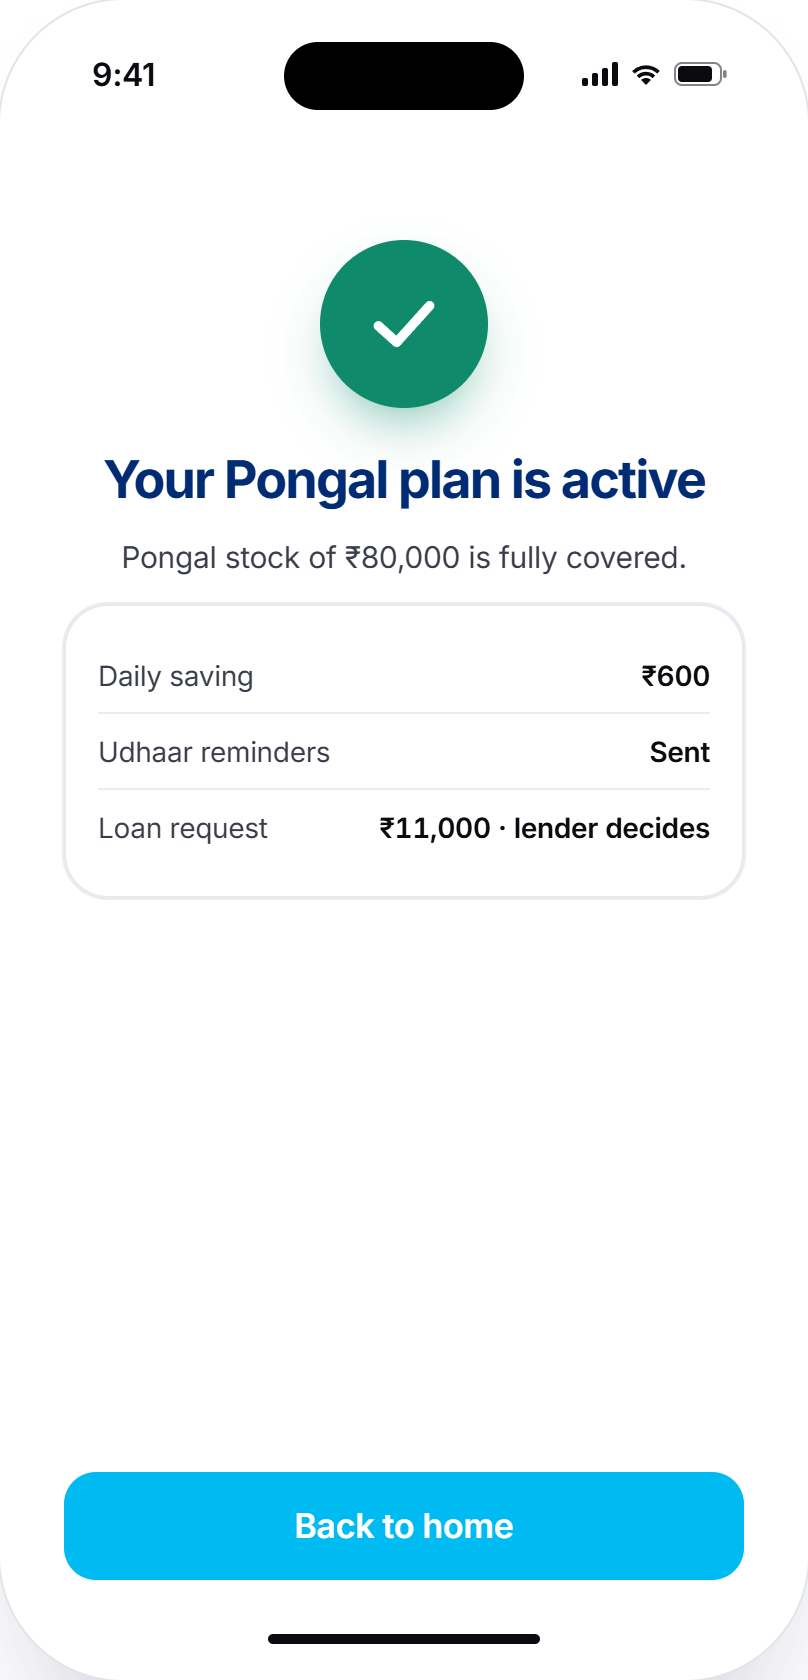 9:41
Your Pongal plan is active
Pongal stock of ₹80,000 is fully covered.
Daily saving ₹600
Udhaar reminders Sent
Loan request ₹11,000 · lender decides
Back to home